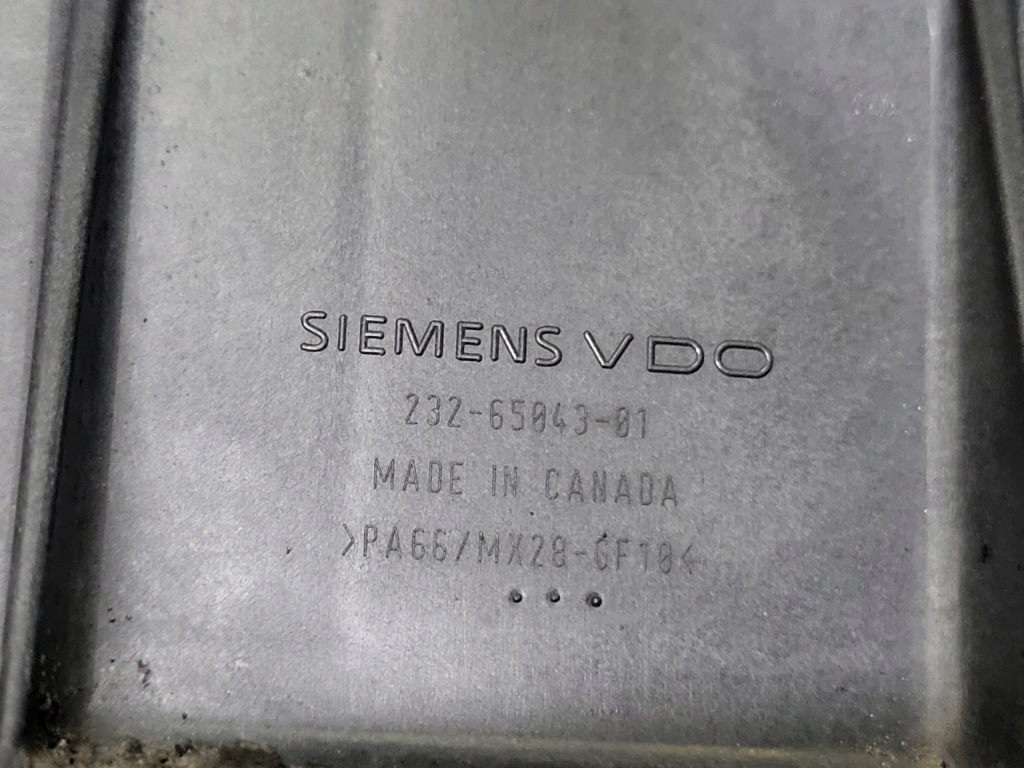 SIEMENS VDO
232-65043-01
MADE IN CANADA
>PA66/MX28-GF10<